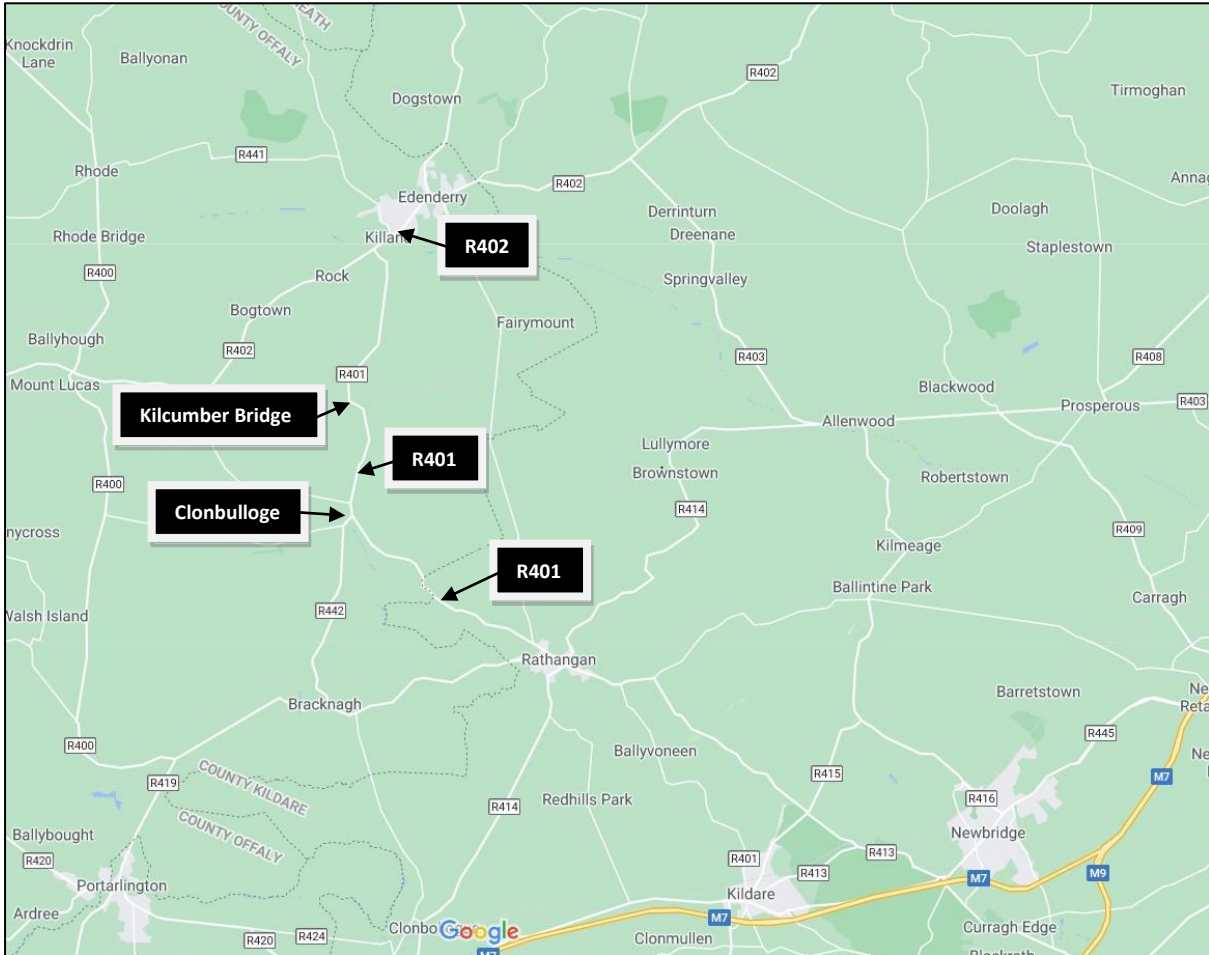 EATH
COUNTY OFFALY
Knockdrin
Lane
Ballyonan
R402
Tirmoghan
Dogstown
R441
Rhode
Edenderry
R402
Annag
Derrinturn
Doolagh
Killan
R402
Dreenane
Rhode Bridge
Staplestown
R400
Rock
Springvalley
Bogtown
Fairymount
Ballyhough
R402
R403
R408
R401
Mount Lucas
Blackwood
Kilcumber Bridge
Prosperous
R403
Allenwood
Lullymore
R401
Brownstown
Robertstown
R400
Clonbulloge
R414
nycross
R409
Kilmeage
R401
Ballintine Park
Carragh
R442
Walsh Island
Rathangan
Barretstown
Ne
Reta
Bracknagh
R445
R400
Ballyvoneen
Ne
R415
M7
R419
COUNTY KILDARE
R414
Redhills Park
R416
COUNTY OFFALY
Ballybought
Newbridge
R420
R401
R413
R413
M9
Portarlington
M7
Kildare
Ardree
M7
Curragh Edge
R420
R424
Clonbo
Google
Clonmullen
M7